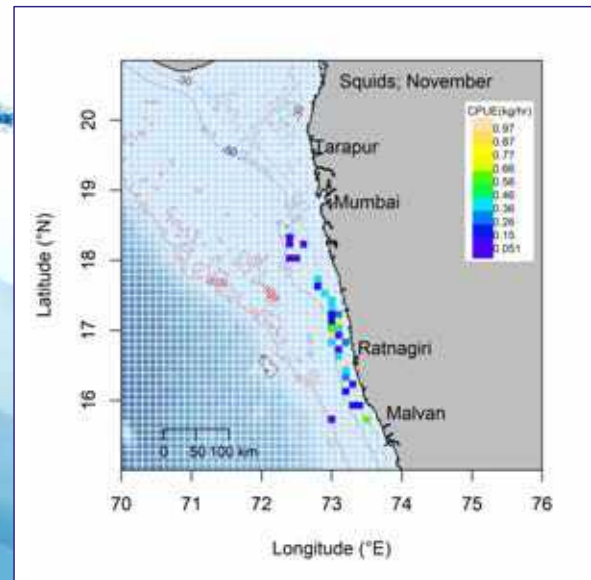 Squids; November
CPUE(kg/hr)
0.97
0.87
0.77
0.66
0.56
0.46
0.36
0.26
0.15
0.051
Tarapur
Mumbai
Ratnagiri
Malvan
-50
0 50 100 km
Latitude (°N)
20
19
18
17
16
70 71 72 73 74 75 76
Longitude (°E)